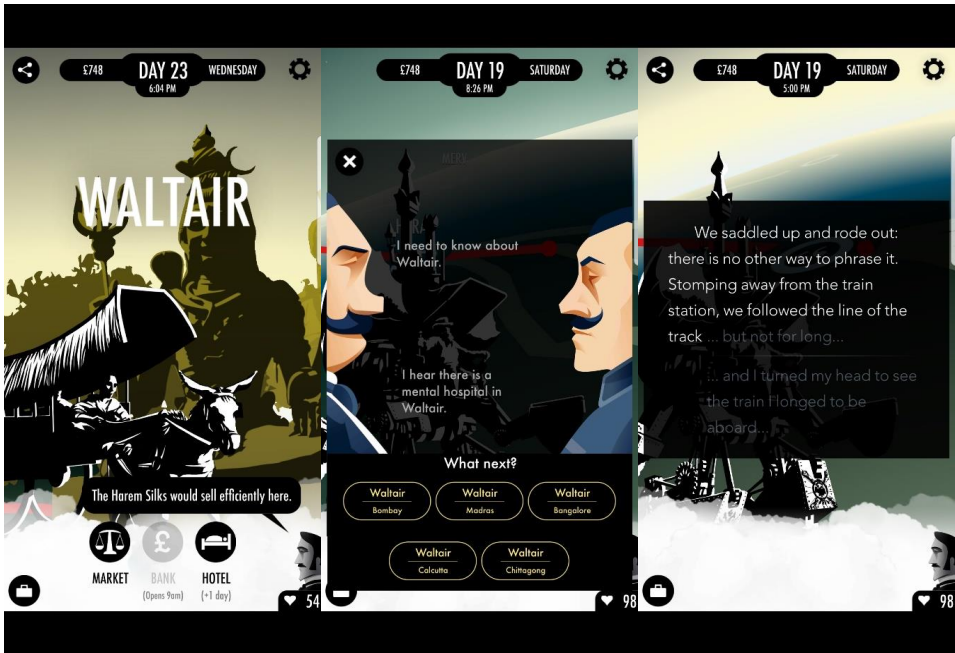 £748 DAY 23 WEDNESDAY
6:04 PM
WALTAIR
The Harem Silks would sell efficiently here.
£
MARKET BANK HOTEL
(Opens 9am) (+1 day)
54
£748 DAY 19 SATURDAY
8:26 PM
MERV
I need to know about
Waltair.
I hear there is a
mental hospital in
Waltair.
What next?
Waltair Waltair Waltair
Bombay Madras Bangalore
Waltair Waltair
Calcutta Chittagong
98
£748 DAY 19 SATURDAY
5:00 PM
We saddled up and rode out:
there is no other way to phrase it.
Stomping away from the train
station, we followed the line of the
track ... but not for long...
... and I turned my head to see
the train I longed to be
aboard...
98